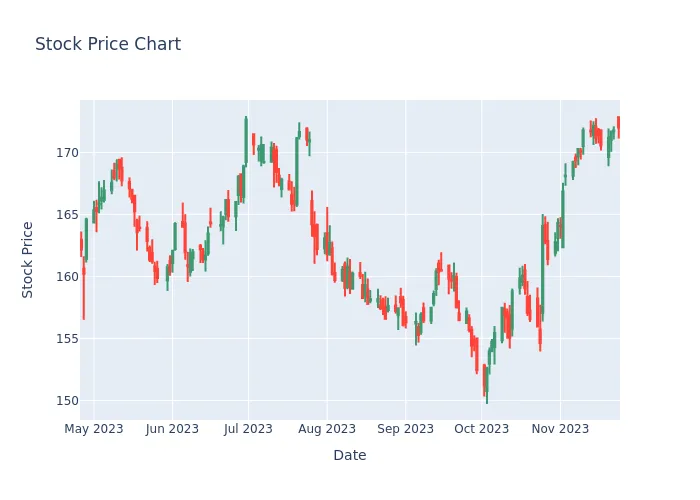 Stock Price Chart
Stock Price
170
165
160
155
150
May 2023
Jun 2023
Jul 2023
Aug 2023
Sep 2023
Oct 2023
Nov 2023
Date